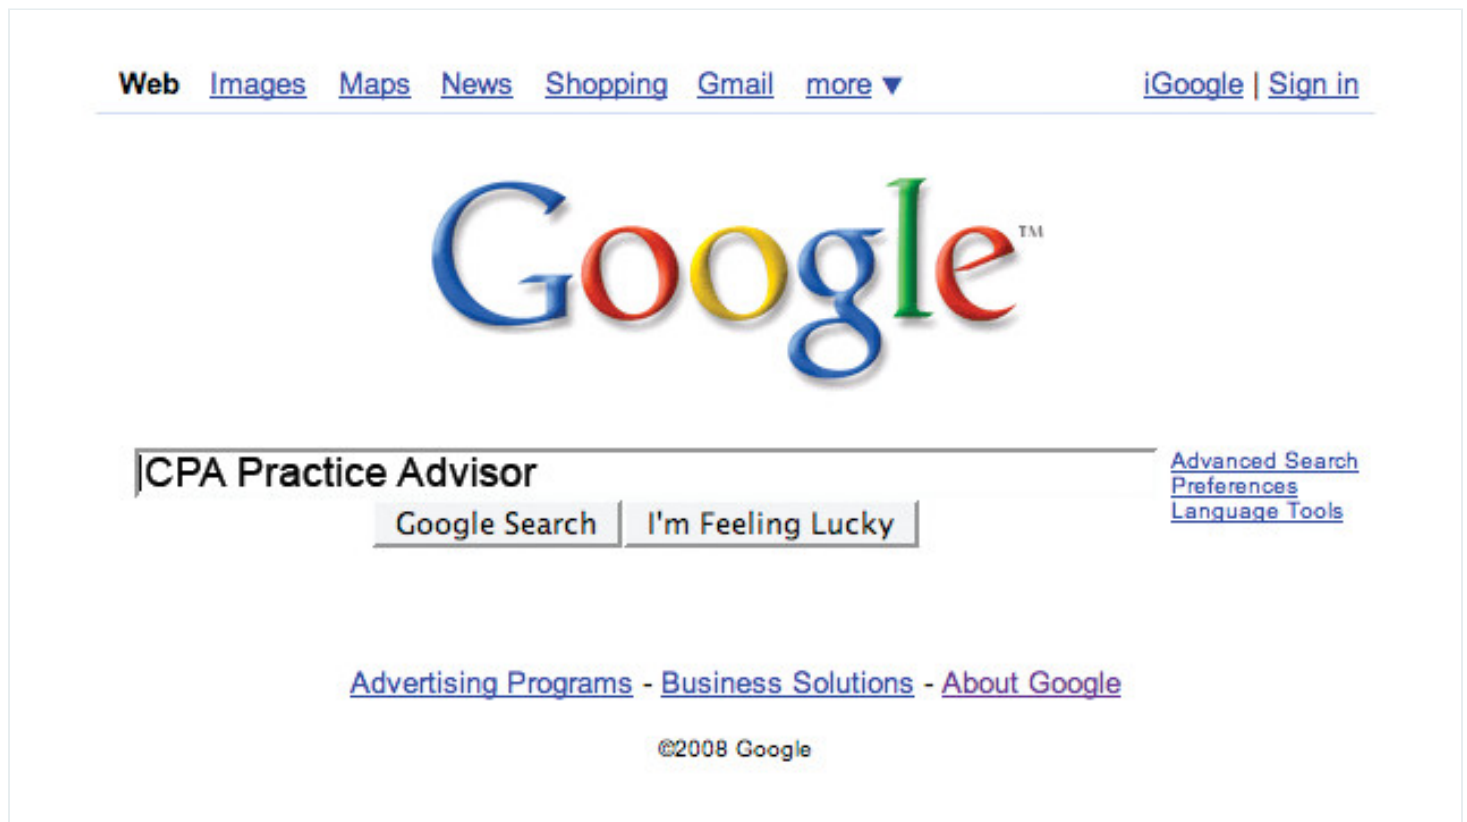 Web Images Maps News Shopping Gmail more ▼ iGoogle | Sign in
Google™
CPA Practice Advisor
Advanced Search
Preferences
Language Tools
Google Search I'm Feeling Lucky
Advertising Programs - Business Solutions - About Google
©2008 Google